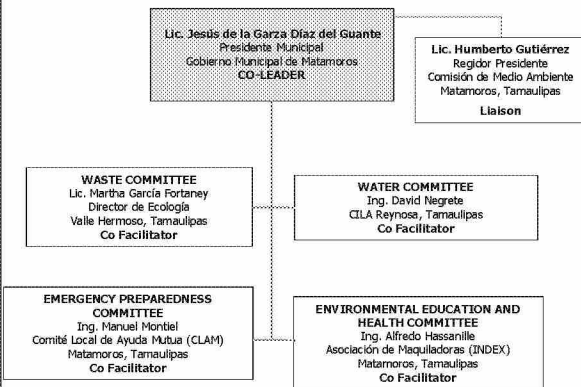 Lic. Jesús de la Garza Díaz del Guante
Presidente Municipal
Gobierno Municipal de Matamoros
CO-LEADER
Lic. Humberto Gutiérrez
Regidor Presidente
Comisión de Medio Ambiente
Matamoros, Tamaulipas
Liaison
WASTE COMMITTEE
Lic. Martha García Fortaney
Director de Ecología
Valle Hermoso, Tamaulipas
Co Facilitator
WATER COMMITTEE
Ing. David Negrete
CILA Reynosa, Tamaulipas
Co Facilitator
EMERGENCY PREPAREDNESS
COMMITTEE
Ing. Manuel Montiel
Comité Local de Ayuda Mutua (CLAM)
Matamoros, Tamaulipas
Co Facilitator
ENVIRONMENTAL EDUCATION AND
HEALTH COMMITTEE
Ing. Alfredo Hassanille
Asociación de Maquiladoras (INDEX)
Matamoros, Tamaulipas
Co Facilitator